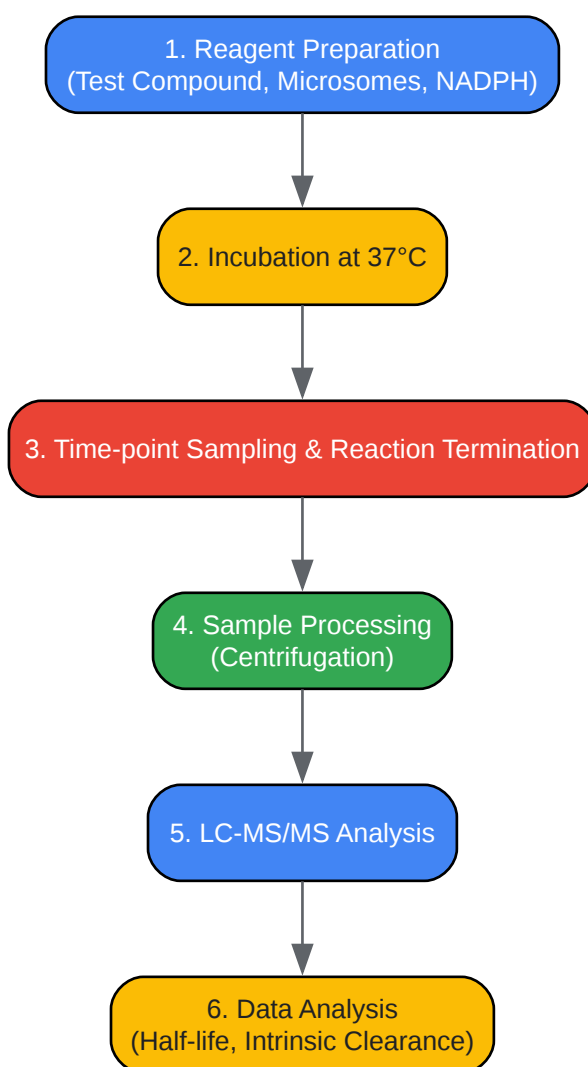 1. Reagent Preparation
(Test Compound, Microsomes, NADPH)
2. Incubation at 37°C
3. Time-point Sampling & Reaction Termination
4. Sample Processing
(Centrifugation)
5. LC-MS/MS Analysis
6. Data Analysis
(Half-life, Intrinsic Clearance)